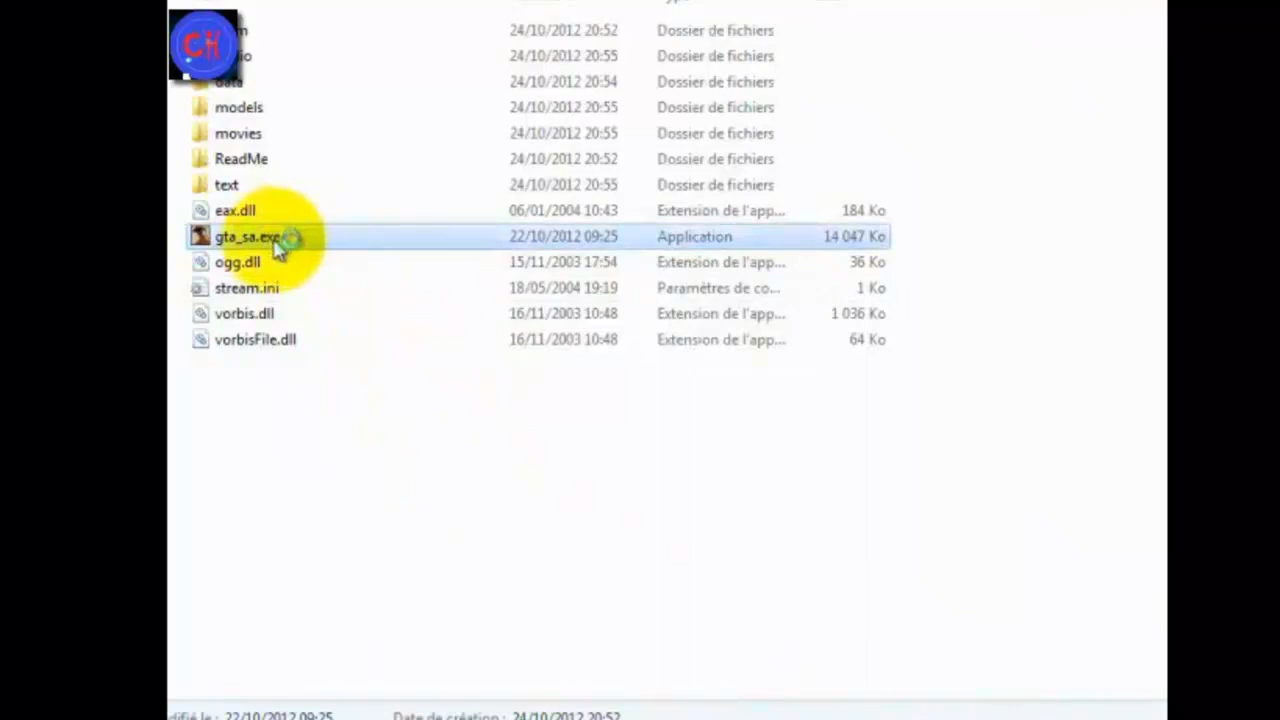 CH
24/10/2012 20:52 Dossier de fichiers
24/10/2012 20:55 Dossier de fichiers
data 24/10/2012 20:54 Dossier de fichiers
models 24/10/2012 20:55 Dossier de fichiers
movies 24/10/2012 20:55 Dossier de fichiers
ReadMe 24/10/2012 20:52 Dossier de fichiers
text 24/10/2012 20:55 Dossier de fichiers
eax.dll 06/01/2004 10:43 Extension de l'app... 184 Ko
gta_sa.exe 22/10/2012 09:25 Application 14 047 Ko
ogg.dll 15/11/2003 17:54 Extension de l'app... 36 Ko
stream.ini 18/05/2004 19:19 Paramètres de co... 1 Ko
vorbis.dll 16/11/2003 10:48 Extension de l'app... 1 036 Ko
vorbisFile.dll 16/11/2003 10:48 Extension de l'app... 64 Ko
difié le : 22/10/2012 09:25 Date de création : 24/10/2012 20:52